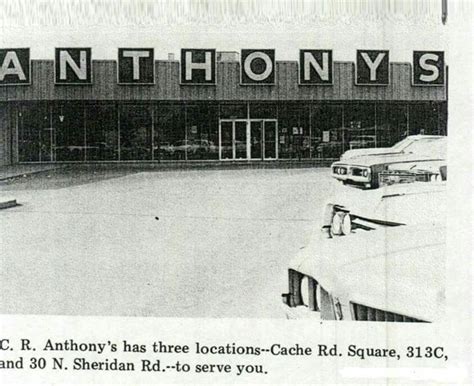 ANTHONYS
C. R. Anthony's has three locations--Cache Rd. Square, 313C,
and 30 N. Sheridan Rd.--to serve you.